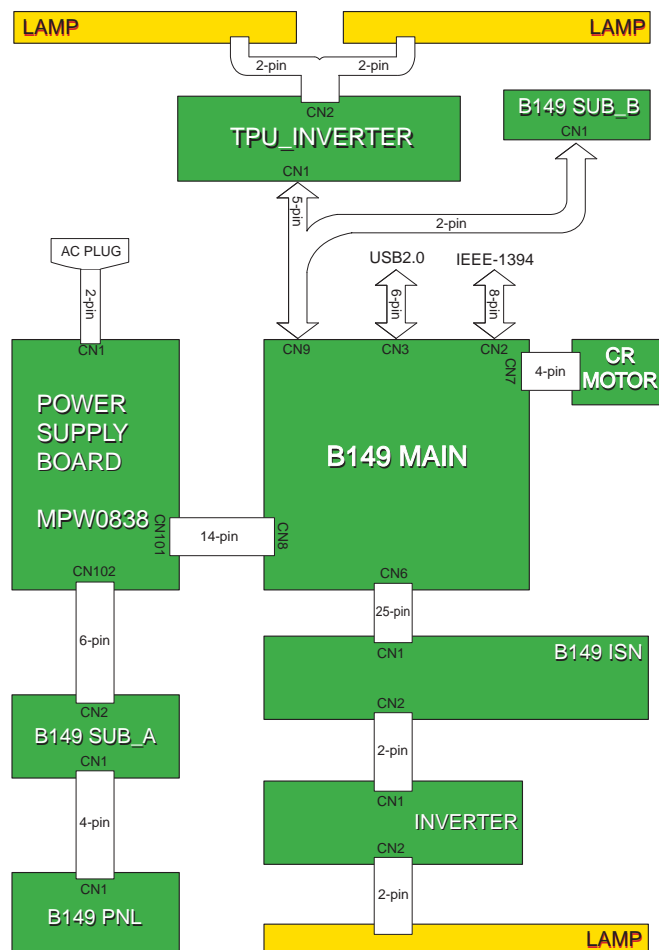 LAMP
LAMP
2-pin
2-pin
CN2
TPU_INVERTER
CN1
B149 SUB_B
CN1
5-pin
2-pin
AC PLUG
2-pin
USB2.0
IEEE-1394
6-pin
8-pin
CN1
POWER
SUPPLY
BOARD
MPW0838
CN101
CN102
CN9
CN3
CN2
CN7
4-pin
CR
MOTOR
B149 MAIN
14-pin
CN8
CN6
25-pin
6-pin
CN1
B149 ISN
CN2
CN2
B149 SUB_A
CN1
2-pin
4-pin
CN1
INVERTER
CN2
CN1
B149 PNL
2-pin
LAMP